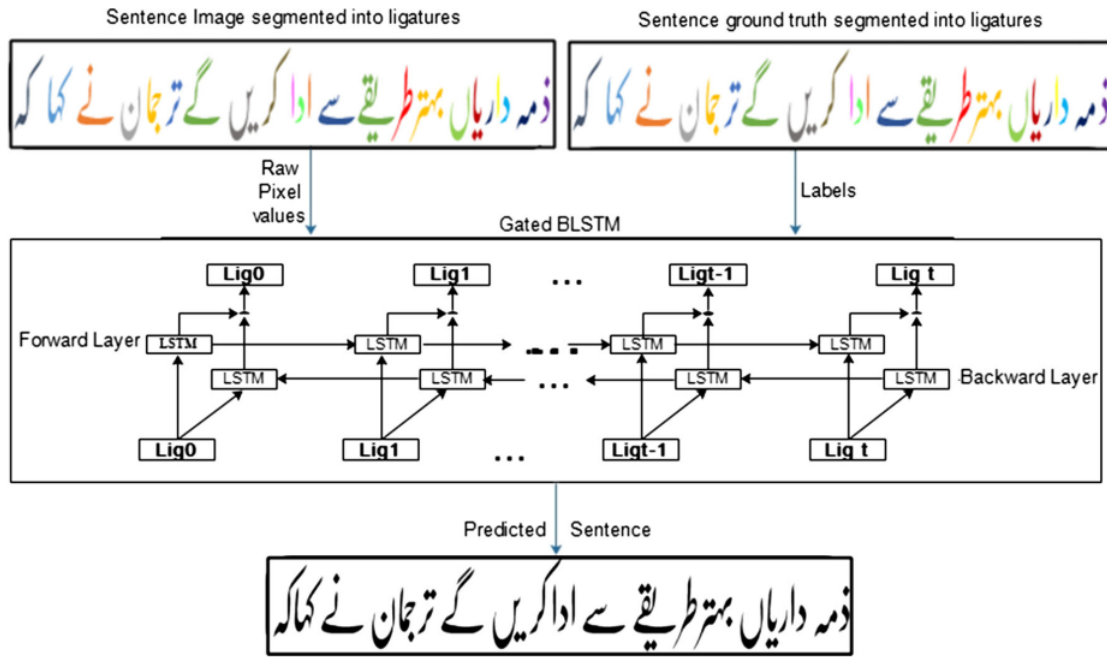 Sentence Image segmented into ligatures
Sentence ground truth segmented into ligatures
ذمہ داریاں بہتر طریقے سے ادا کریں گے ترجمان نے کہا کہ
ذمہ داریاں بہتر طریقے سے ادا کریں گے ترجمان نے کہا کہ
Raw
Pixel
values
Labels
Gated BLSTM
Lig0 Lig1 ... Ligt-1 Lig t
Forward Layer LSTM LSTM ... LSTM LSTM
LSTM LSTM ... LSTM LSTM Backward Layer
Lig0 Lig1 ... Ligt-1 Lig t
Predicted Sentence
ذمہ داریاں بہتر طریقے سے ادا کریں گے ترجمان نے کہا کہ